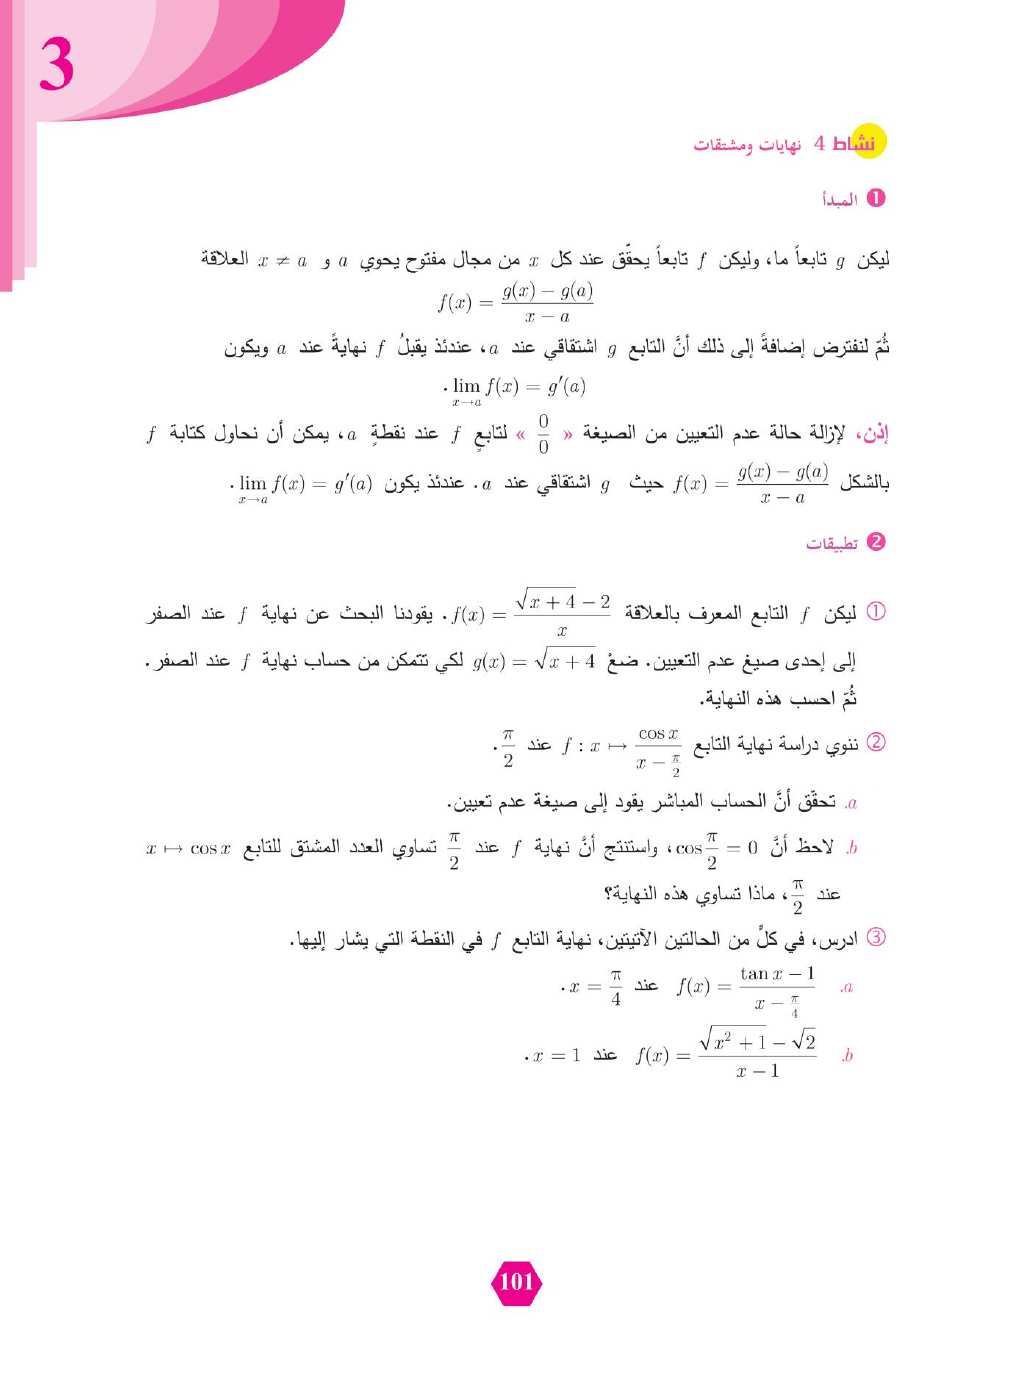 3
نشاط 4 نهايات ومشتقات
❶ المبدأ
ليكن g تابعاً ما، وليكن f تابعاً يحقّق عند كل x من مجال مفتوح يحوي a و x ≠ a العلاقة
f(x) = (g(x) − g(a)) / (x − a)
ثُمّ لنفترض إضافةً إلى ذلك أنَّ التابع g اشتقاقي عند a، عندئذ يقبلُ f نهايةً عند a ويكون
lim_{x→a} f(x) = g′(a).
إذن، لإزالة حالة عدم التعيين من الصيغة « 0/0 » لتابعٍ f عند نقطةٍ a، يمكن أن نحاول كتابة f
بالشكل f(x) = (g(x) − g(a)) / (x − a) حيث g اشتقاقي عند a. عندئذ يكون lim_{x→a} f(x) = g′(a).
❷ تطبيقات
① ليكن f التابع المعرف بالعلاقة f(x) = (√(x + 4) − 2) / x. يقودنا البحث عن نهاية f عند الصفر
إلى إحدى صيغ عدم التعيين. ضعْ g(x) = √(x + 4) لكي تتمكن من حساب نهاية f عند الصفر.
ثُمّ احسب هذه النهاية.
② ننوي دراسة نهاية التابع f : x ↦ cos x / (x − π/2) عند π/2.
a. تحقّق أنَّ الحساب المباشر يقود إلى صيغة عدم تعيين.
b. لاحظ أنَّ cos π/2 = 0، واستنتج أنَّ نهاية f عند π/2 تساوي العدد المشتق للتابع x ↦ cos x
عند π/2، ماذا تساوي هذه النهاية؟
③ ادرس، في كلٍّ من الحالتين الآتيتين، نهاية التابع f في النقطة التي يشار إليها.
a. f(x) = (tan x − 1) / (x − π/4) عند x = π/4.
b. f(x) = (√(x² + 1) − √2) / (x − 1) عند x = 1.
101